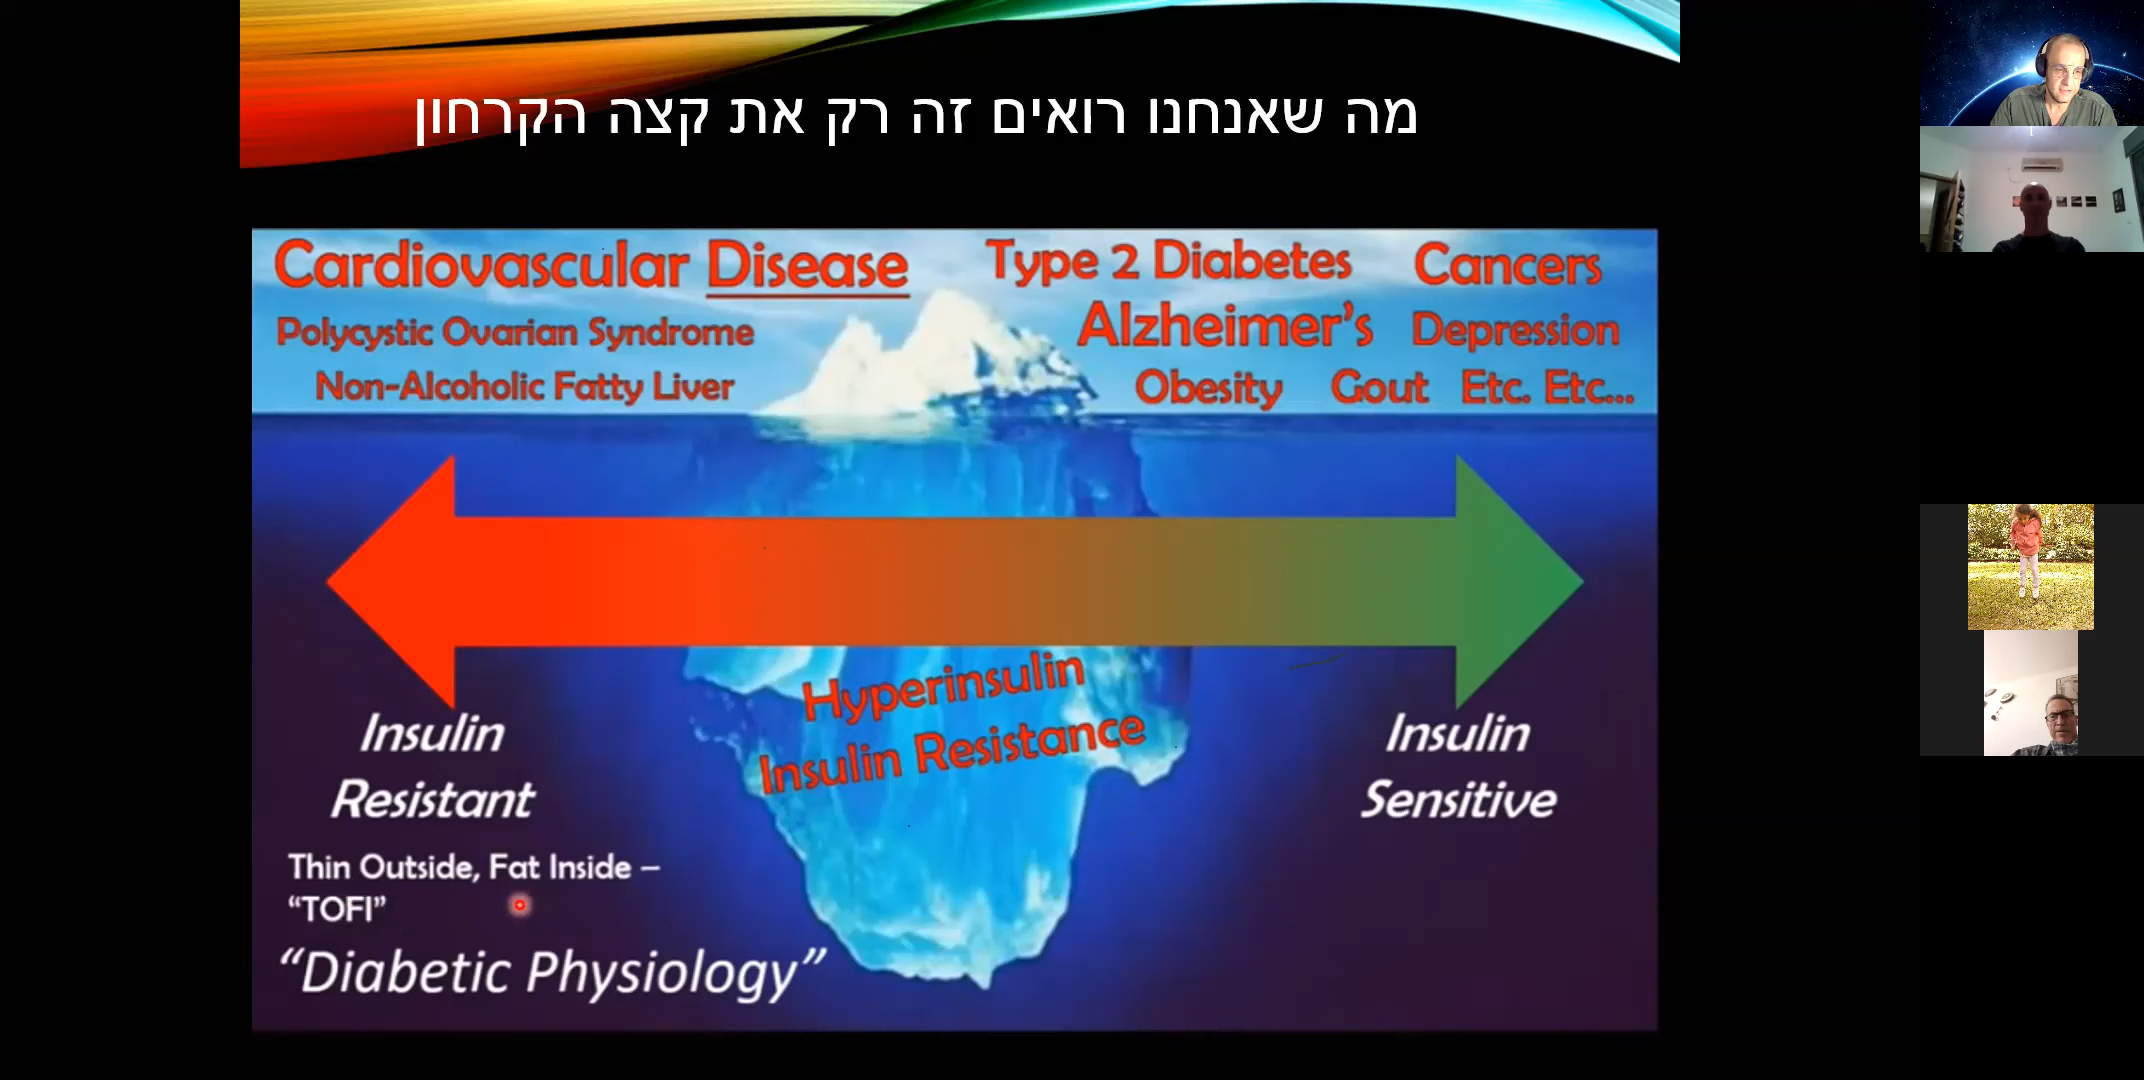 מה שאנחנו רואים זה רק את קצה הקרחון
Cardiovascular Disease
Type 2 Diabetes
Cancers
Polycystic Ovarian Syndrome
Alzheimer's
Depression
Non-Alcoholic Fatty Liver
Obesity
Gout
Etc. Etc...
Hyperinsulin
Insulin Resistance
Insulin
Resistant
Insulin
Sensitive
Thin Outside, Fat Inside –
“TOFI”
“Diabetic Physiology”